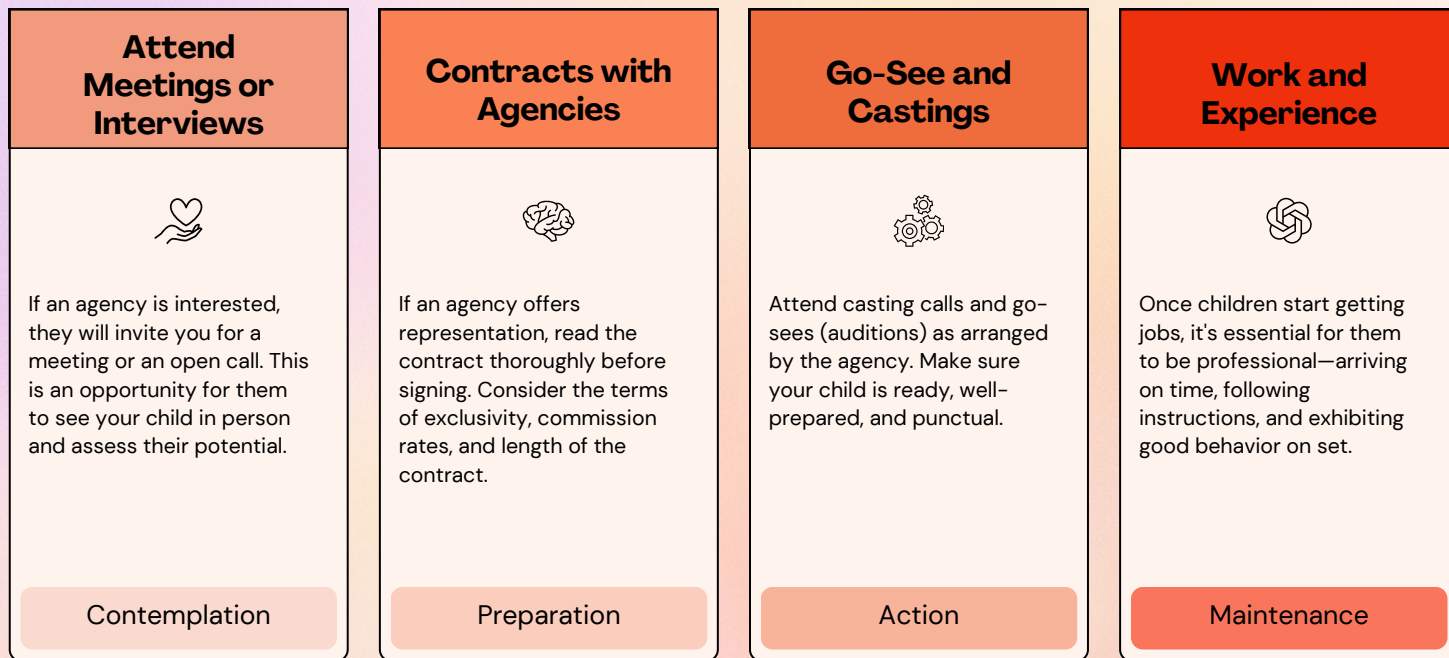 Attend
Meetings or
Interviews
If an agency is interested,
they will invite you for a
meeting or an open call. This
is an opportunity for them
to see your child in person
and assess their potential.
Contemplation
Contracts with
Agencies
If an agency offers
representation, read the
contract thoroughly before
signing. Consider the terms
of exclusivity, commission
rates, and length of the
contract.
Preparation
Go-See and
Castings
Attend casting calls and go-
sees (auditions) as arranged
by the agency. Make sure
your child is ready, well-
prepared, and punctual.
Action
Work and
Experience
Once children start getting
jobs, it's essential for them
to be professional—arriving
on time, following
instructions, and exhibiting
good behavior on set.
Maintenance